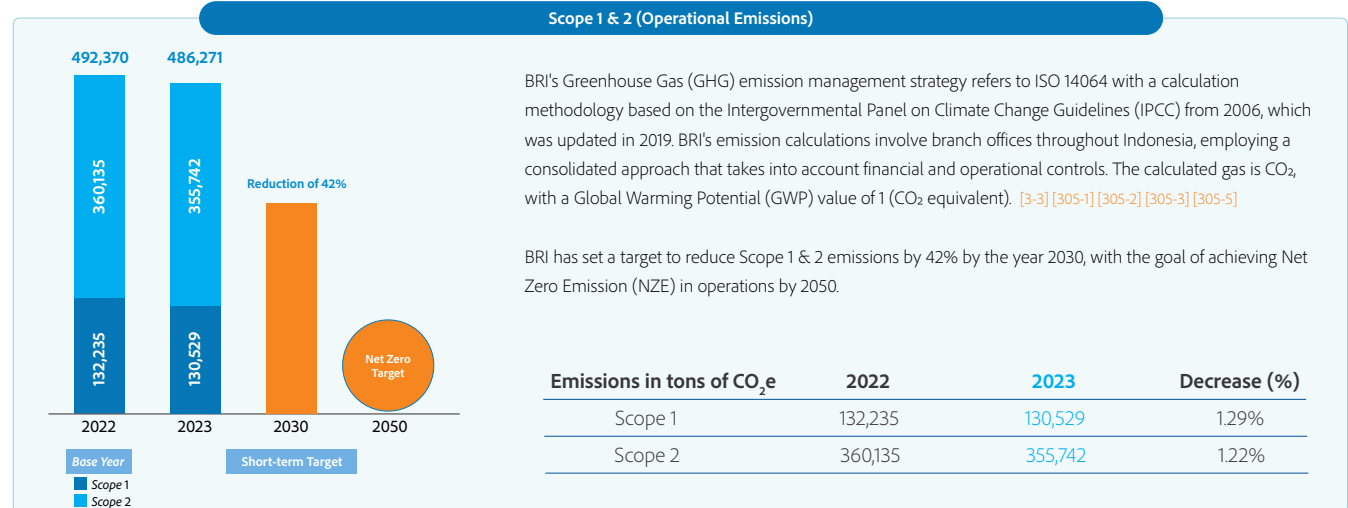 Scope 1 & 2 (Operational Emissions)
492,370
486,271
360,135
355,742
132,235
130,529
Reduction of 42%
Net Zero
Target
2022
2023
2030
2050
Base Year
Short-term Target
Scope 1
Scope 2
BRI's Greenhouse Gas (GHG) emission management strategy refers to ISO 14064 with a calculation
methodology based on the Intergovernmental Panel on Climate Change Guidelines (IPCC) from 2006, which
was updated in 2019. BRI's emission calculations involve branch offices throughout Indonesia, employing a
consolidated approach that takes into account financial and operational controls. The calculated gas is CO₂,
with a Global Warming Potential (GWP) value of 1 (CO₂ equivalent). [3-3] [305-1] [305-2] [305-3] [305-5]
BRI has set a target to reduce Scope 1 & 2 emissions by 42% by the year 2030, with the goal of achieving Net
Zero Emission (NZE) in operations by 2050.
Emissions in tons of CO₂e 2022 2023 Decrease (%)
Scope 1 132,235 130,529 1.29%
Scope 2 360,135 355,742 1.22%